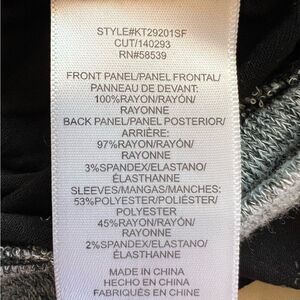 STYLE#KT29201SF
CUT/140293
RN#58539
FRONT PANEL/PANEL FRONTAL/
PANNEAU DE DEVANT:
100%RAYON/RAYÓN/
RAYONNE
BACK PANEL/PANEL POSTERIOR/
ARRIÈRE:
97%RAYON/RAYÓN/
RAYONNE
3%SPANDEX/ELASTANO/
ÉLASTHANNE
SLEEVES/MANGAS/MANCHES:
53%POLYESTER/POLIÉSTER/
POLYESTER
45%RAYON/RAYÓN/
RAYONNE
2%SPANDEX/ELASTANO/
ÉLASTHANNE
MADE IN CHINA
HECHO EN CHINA
FABRIQUÉS EN CHINE